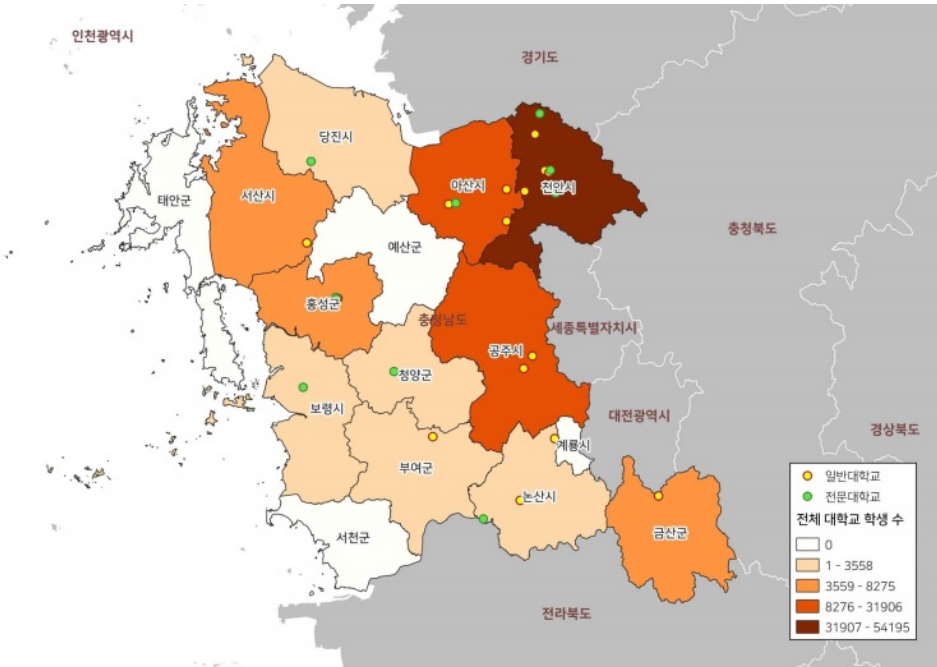 인천광역시
경기도
당진시
아산시
천안시
서산시
태안군
충청북도
예산군
홍성군
충청남도
세종특별자치시
공주시
청양군
보령시
대전광역시
경상북도
계룡시
부여군
논산시
서천군
금산군
전라북도
일반대학교
전문대학교
전체 대학교 학생 수
0
1 - 3558
3559 - 8275
8276 - 31906
31907 - 54195